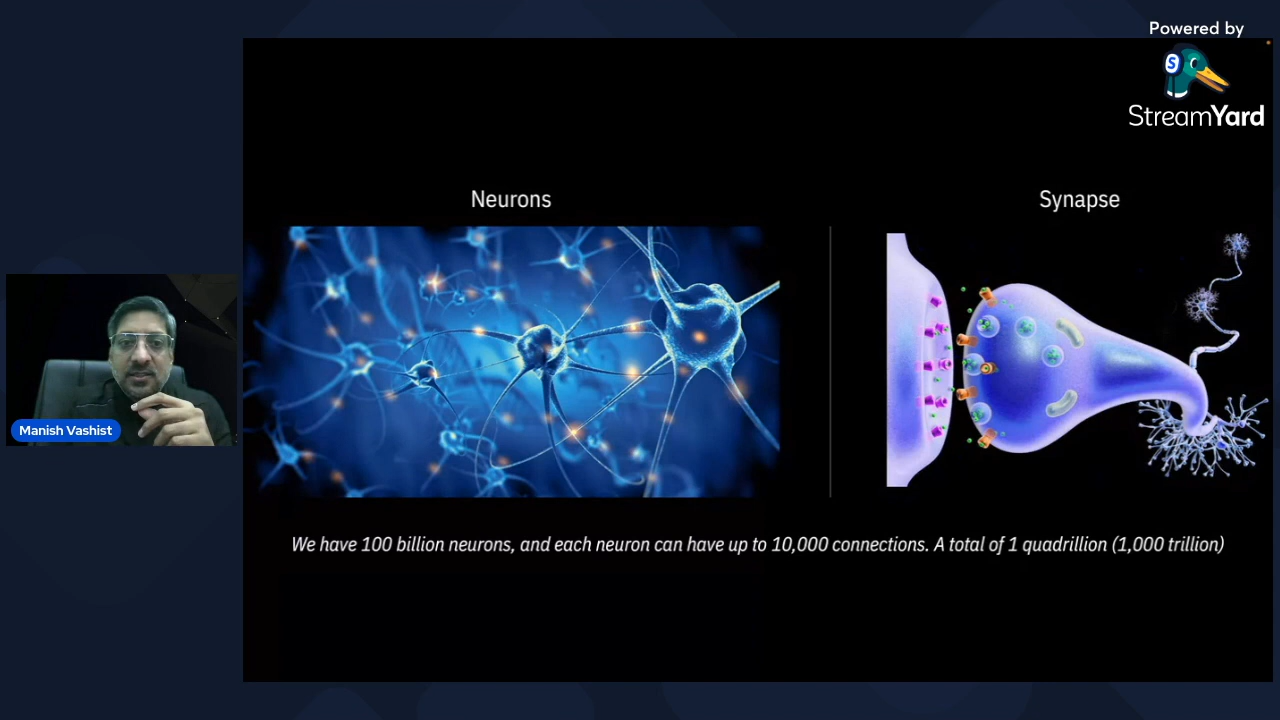 Powered by
S
StreamYard
Neurons
Synapse
Manish Vashist
We have 100 billion neurons, and each neuron can have up to 10,000 connections. A total of 1 quadrillion (1,000 trillion)